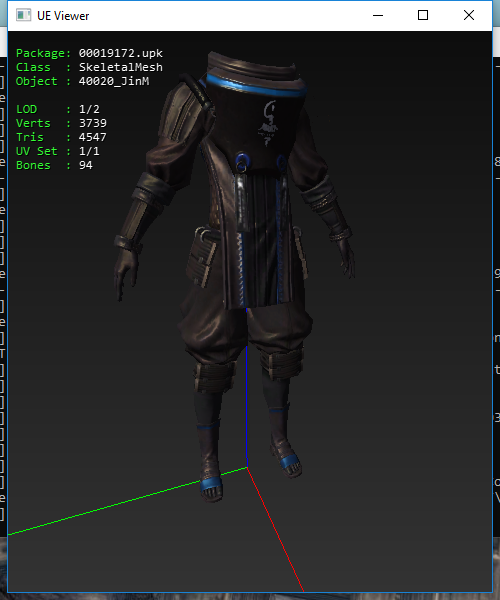 UE Viewer
Package: 00019172.upk
Class : SkeletalMesh
Object : 40020_JinM
LOD : 1/2
Verts : 3739
Tris : 4547
UV Set : 1/1
Bones : 94